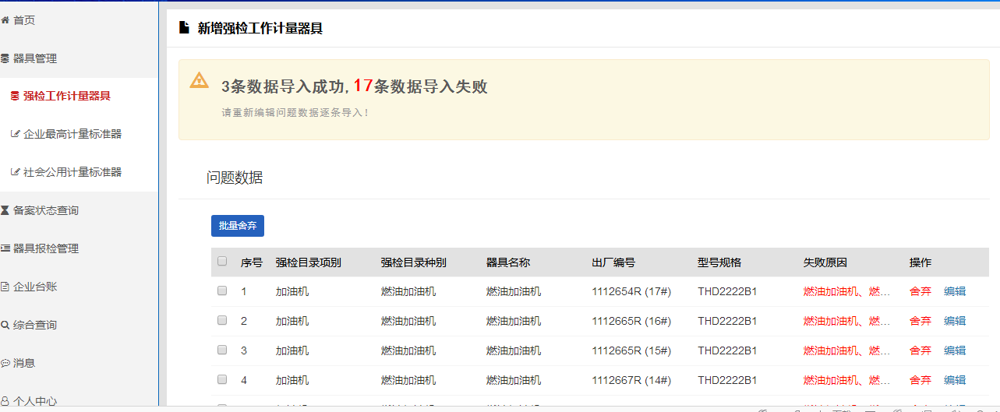 首页
器具管理
强检工作计量器具
企业最高计量标准器
社会公用计量标准器
备案状态查询
器具报检管理
企业台账
综合查询
消息
个人中心
新增强检工作计量器具
3条数据导入成功, 17条数据导入失败
请重新编辑问题数据逐条导入！
问题数据
批量舍弃
序号 强检目录项别 强检目录种别 器具名称 出厂编号 型号规格 失败原因 操作
1 加油机 燃油加油机 燃油加油机 1112654R (17#) THD2222B1 燃油加油机、燃... 舍弃 编辑
2 加油机 燃油加油机 燃油加油机 1112665R (16#) THD2222B1 燃油加油机、燃... 舍弃 编辑
3 加油机 燃油加油机 燃油加油机 1112665R (15#) THD2222B1 燃油加油机、燃... 舍弃 编辑
4 加油机 燃油加油机 燃油加油机 1112667R (14#) THD2222B1 燃油加油机、燃... 舍弃 编辑